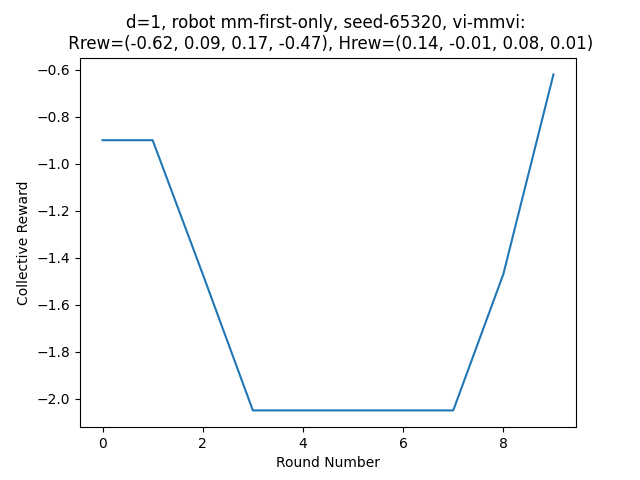 d=1, robot mm-first-only, seed-65320, vi-mmvi:
Rrew=(-0.62, 0.09, 0.17, -0.47), Hrew=(0.14, -0.01, 0.08, 0.01)
−0.6
−0.8
−1.0
−1.2
−1.4
−1.6
−1.8
−2.0
Collective Reward
0 2 4 6 8
Round Number